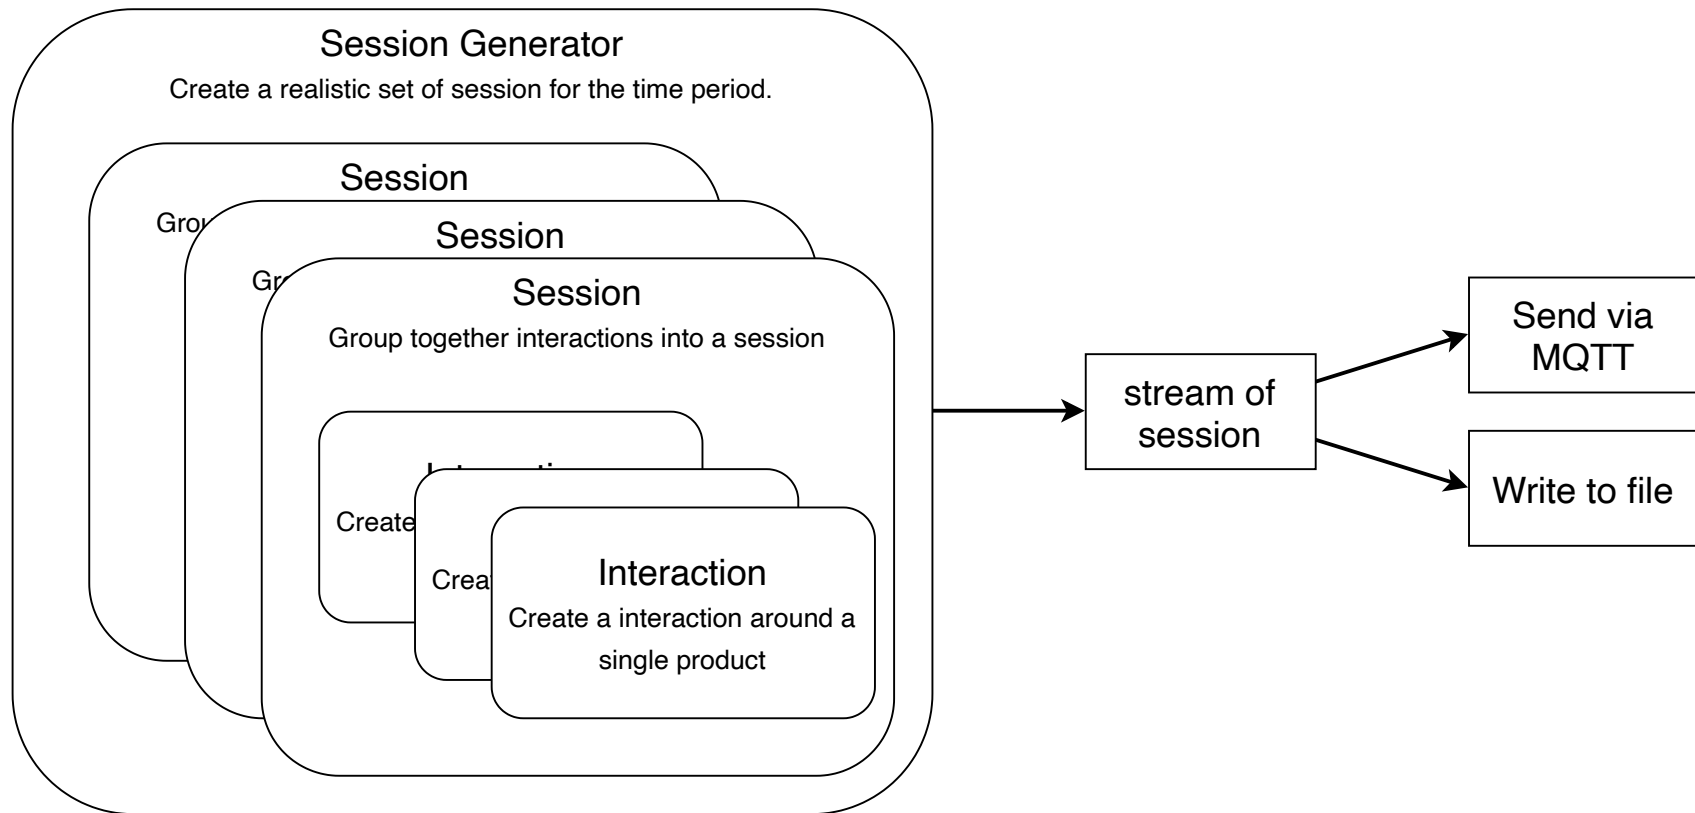 Session Generator
Create a realistic set of session for the time period.
Session
Session
Session
Group together interactions into a session
Create
Interaction
Create a interaction around a
single product
stream of
session
Send via
MQTT
Write to file